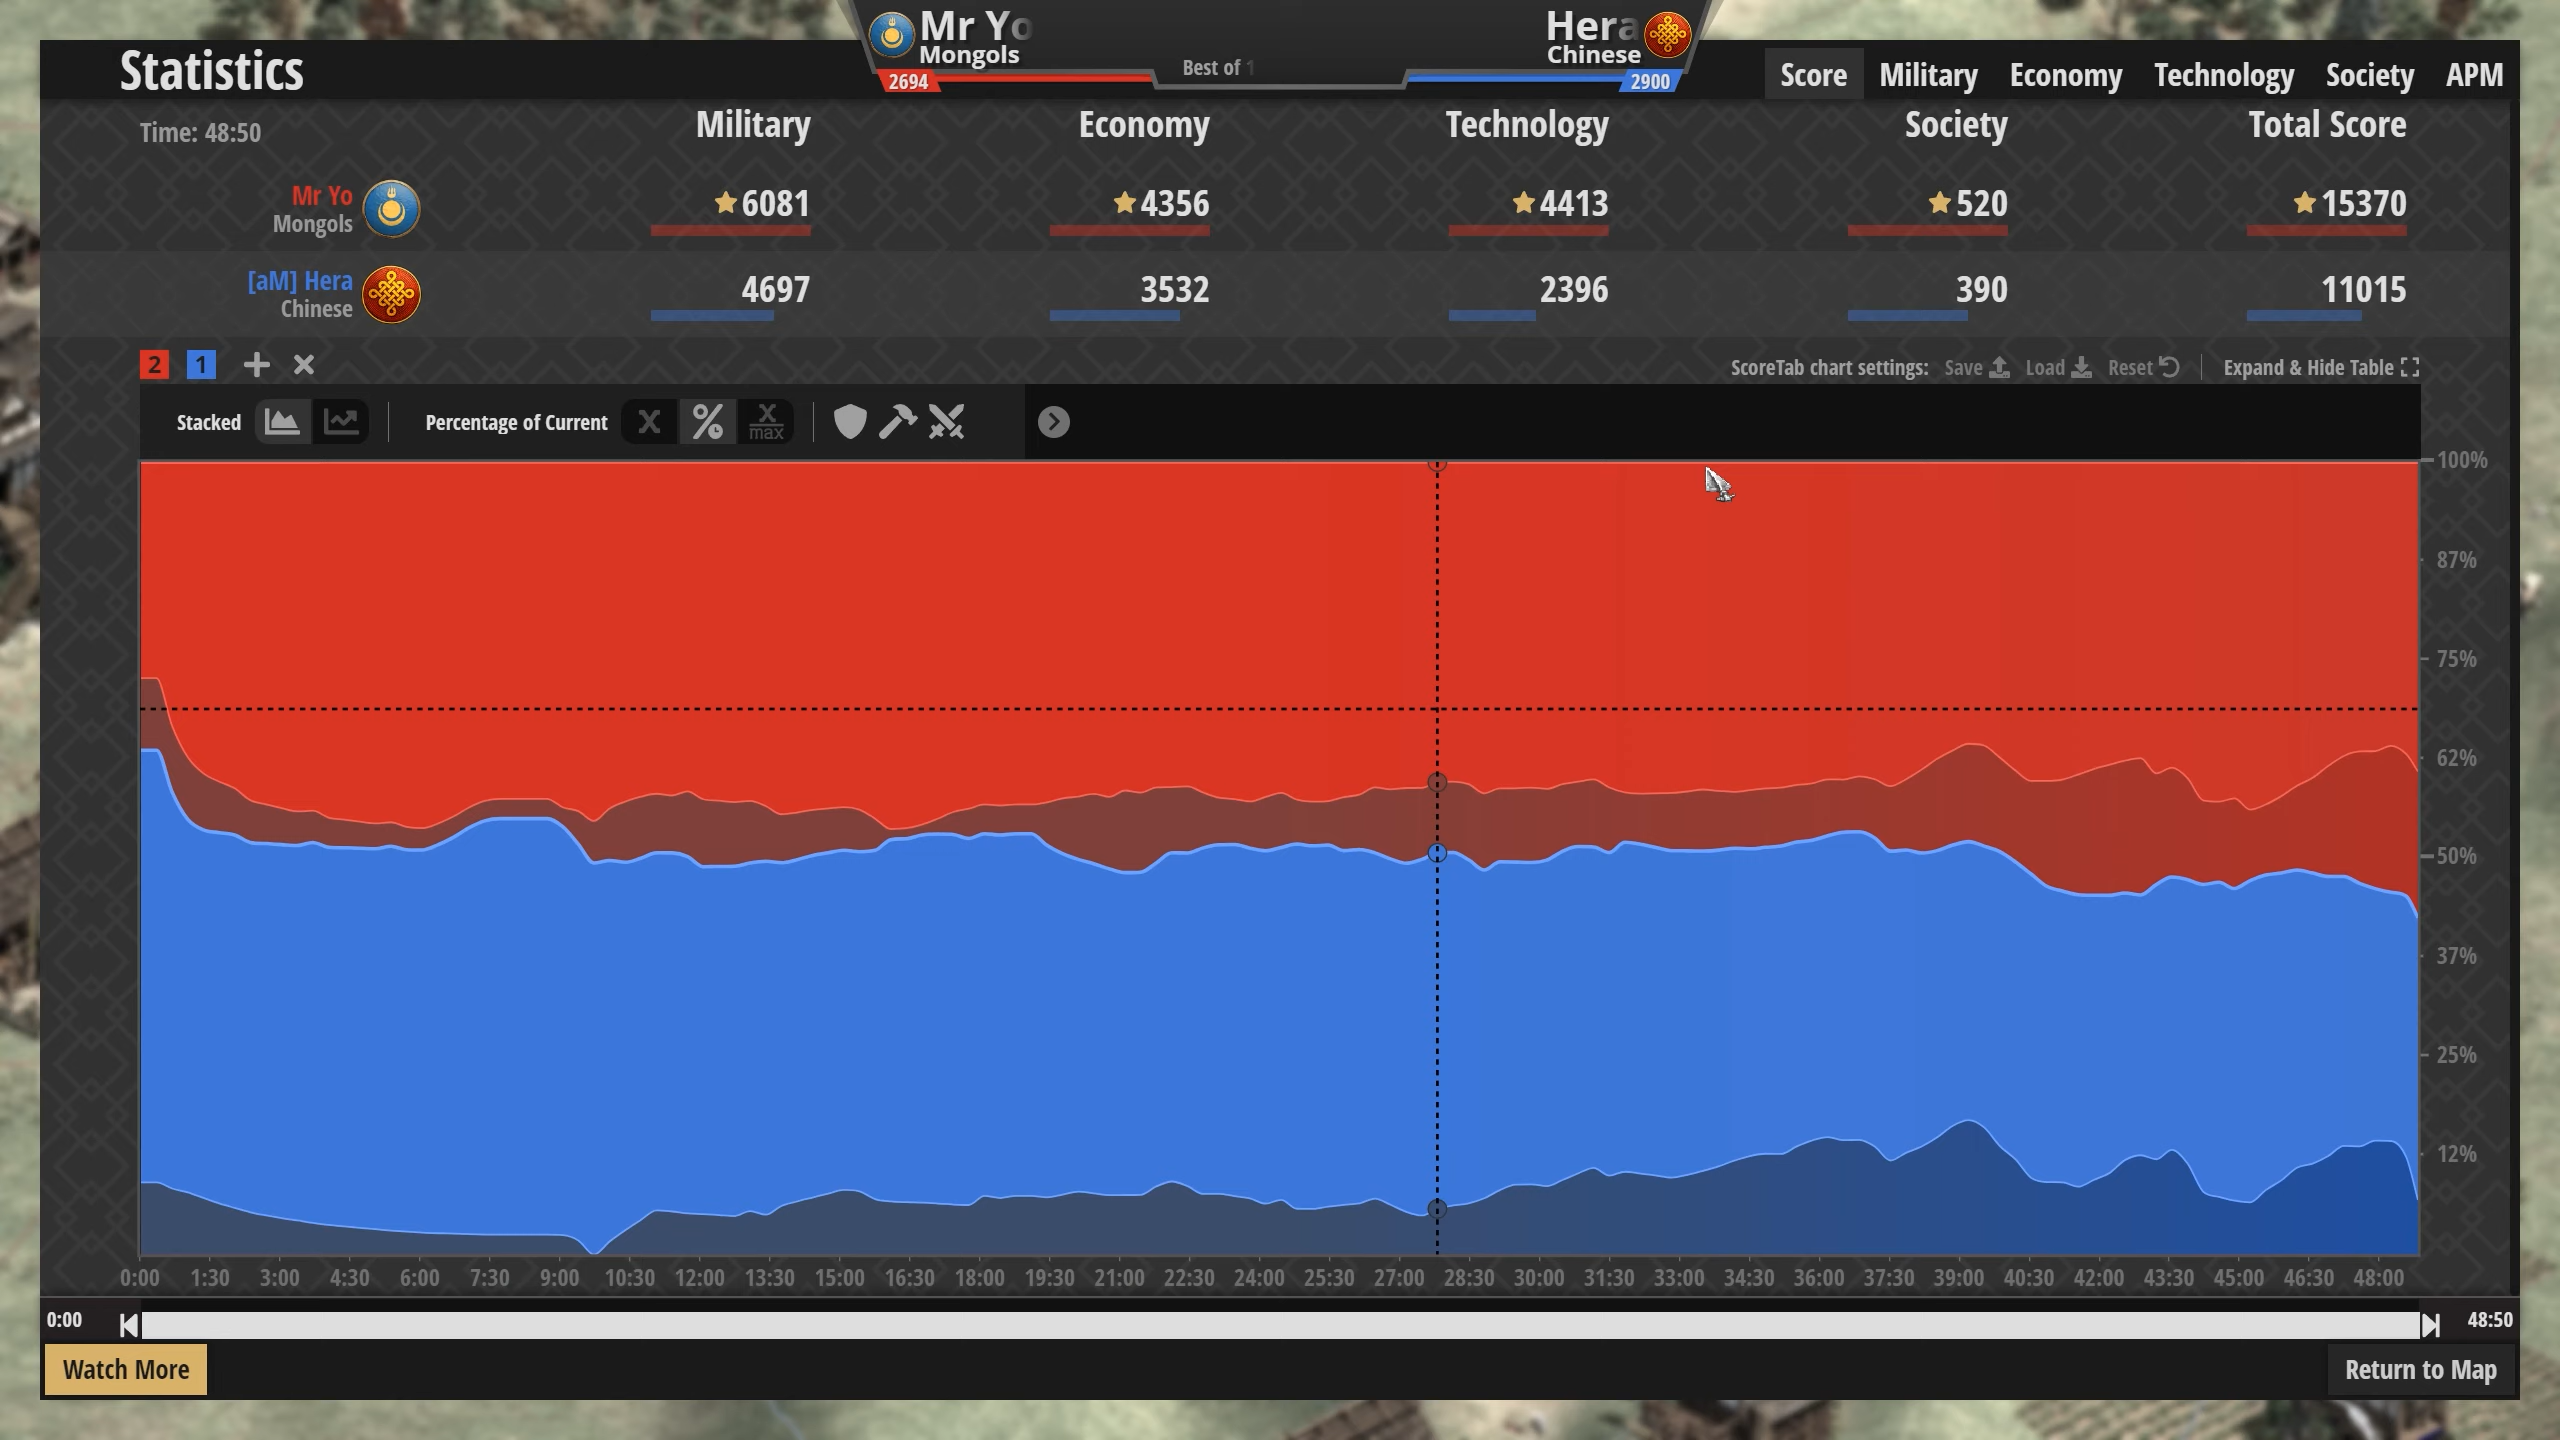 Mr Yo
Mongols
2694
Best of 1
Hera
Chinese
2900
Statistics
Score Military Economy Technology Society APM
Time: 48:50
Military Economy Technology Society Total Score
Mr Yo
Mongols
6081 4356 4413 520 15370
[aM] Hera
Chinese
4697 3532 2396 390 11015
2 1
ScoreTab chart settings: Save Load Reset Expand & Hide Table
Stacked Percentage of Current X % X max
100%
87%
75%
62%
50%
37%
25%
12%
0:00 1:30 3:00 4:30 6:00 7:30 9:00 10:30 12:00 13:30 15:00 16:30 18:00 19:30 21:00 22:30 24:00 25:30 27:00 28:30 30:00 31:30 33:00 34:30 36:00 37:30 39:00 40:30 42:00 43:30 45:00 46:30 48:00
0:00 48:50
Watch More
Return to Map